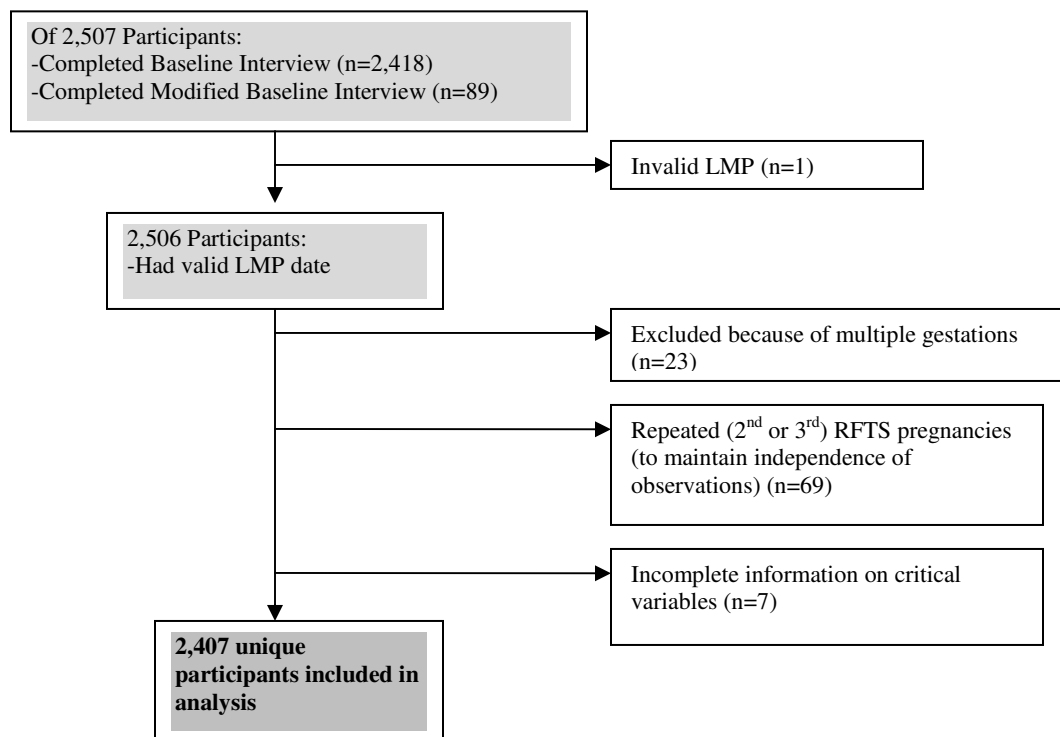 Of 2,507 Participants:
-Completed Baseline Interview (n=2,418)
-Completed Modified Baseline Interview (n=89)
Invalid LMP (n=1)
2,506 Participants:
-Had valid LMP date
Excluded because of multiple gestations
(n=23)
Repeated (2nd or 3rd) RFTS pregnancies
(to maintain independence of
observations) (n=69)
Incomplete information on critical
variables (n=7)
2,407 unique
participants included in
analysis